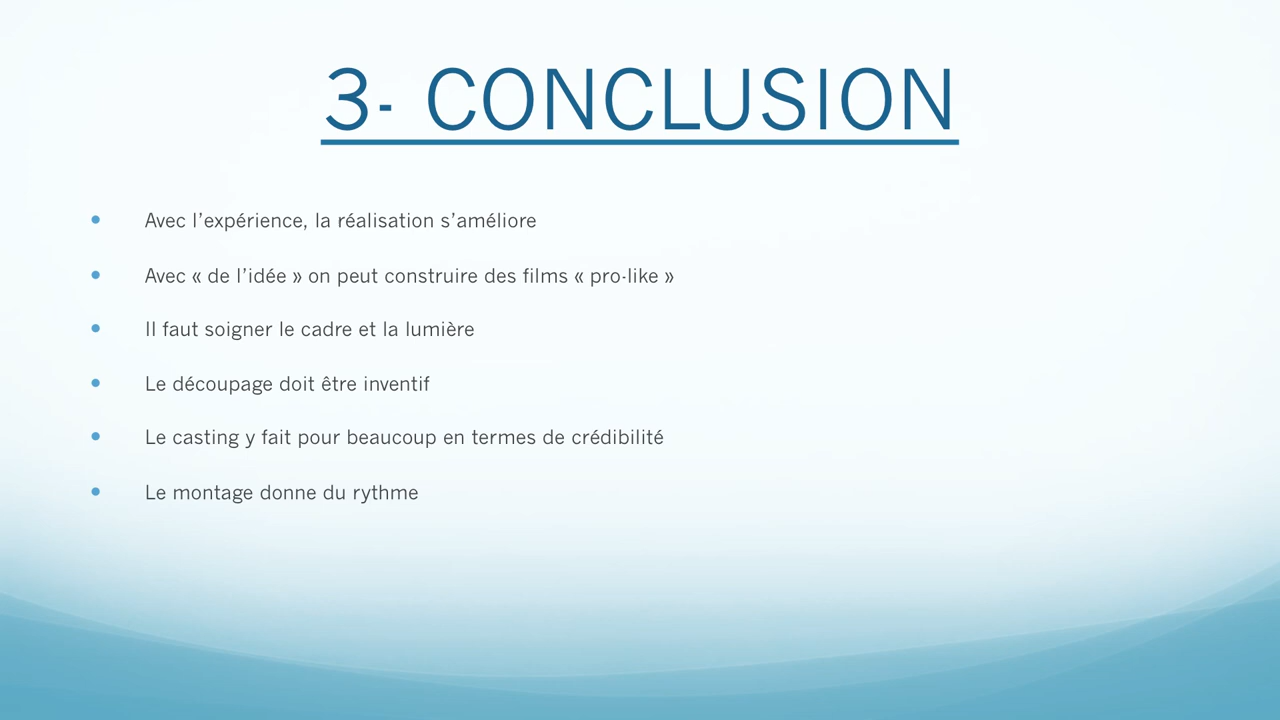 3- CONCLUSION
• Avec l’expérience, la réalisation s’améliore
• Avec « de l’idée » on peut construire des films « pro-like »
• Il faut soigner le cadre et la lumière
• Le découpage doit être inventif
• Le casting y fait pour beaucoup en termes de crédibilité
• Le montage donne du rythme